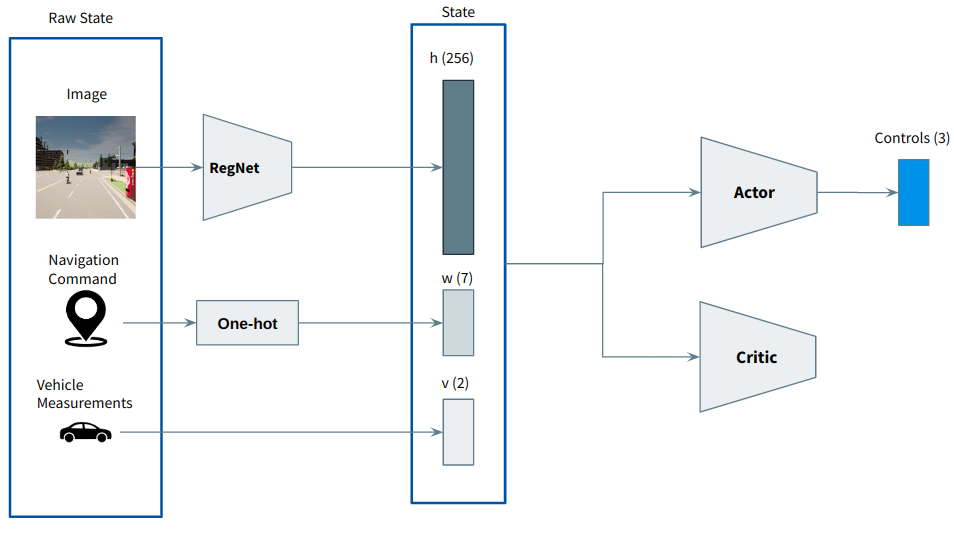 Raw State
State
h (256)
Image
RegNet
Controls (3)
Actor
Navigation
Command
w (7)
One-hot
Critic
Vehicle
Measurements
v (2)